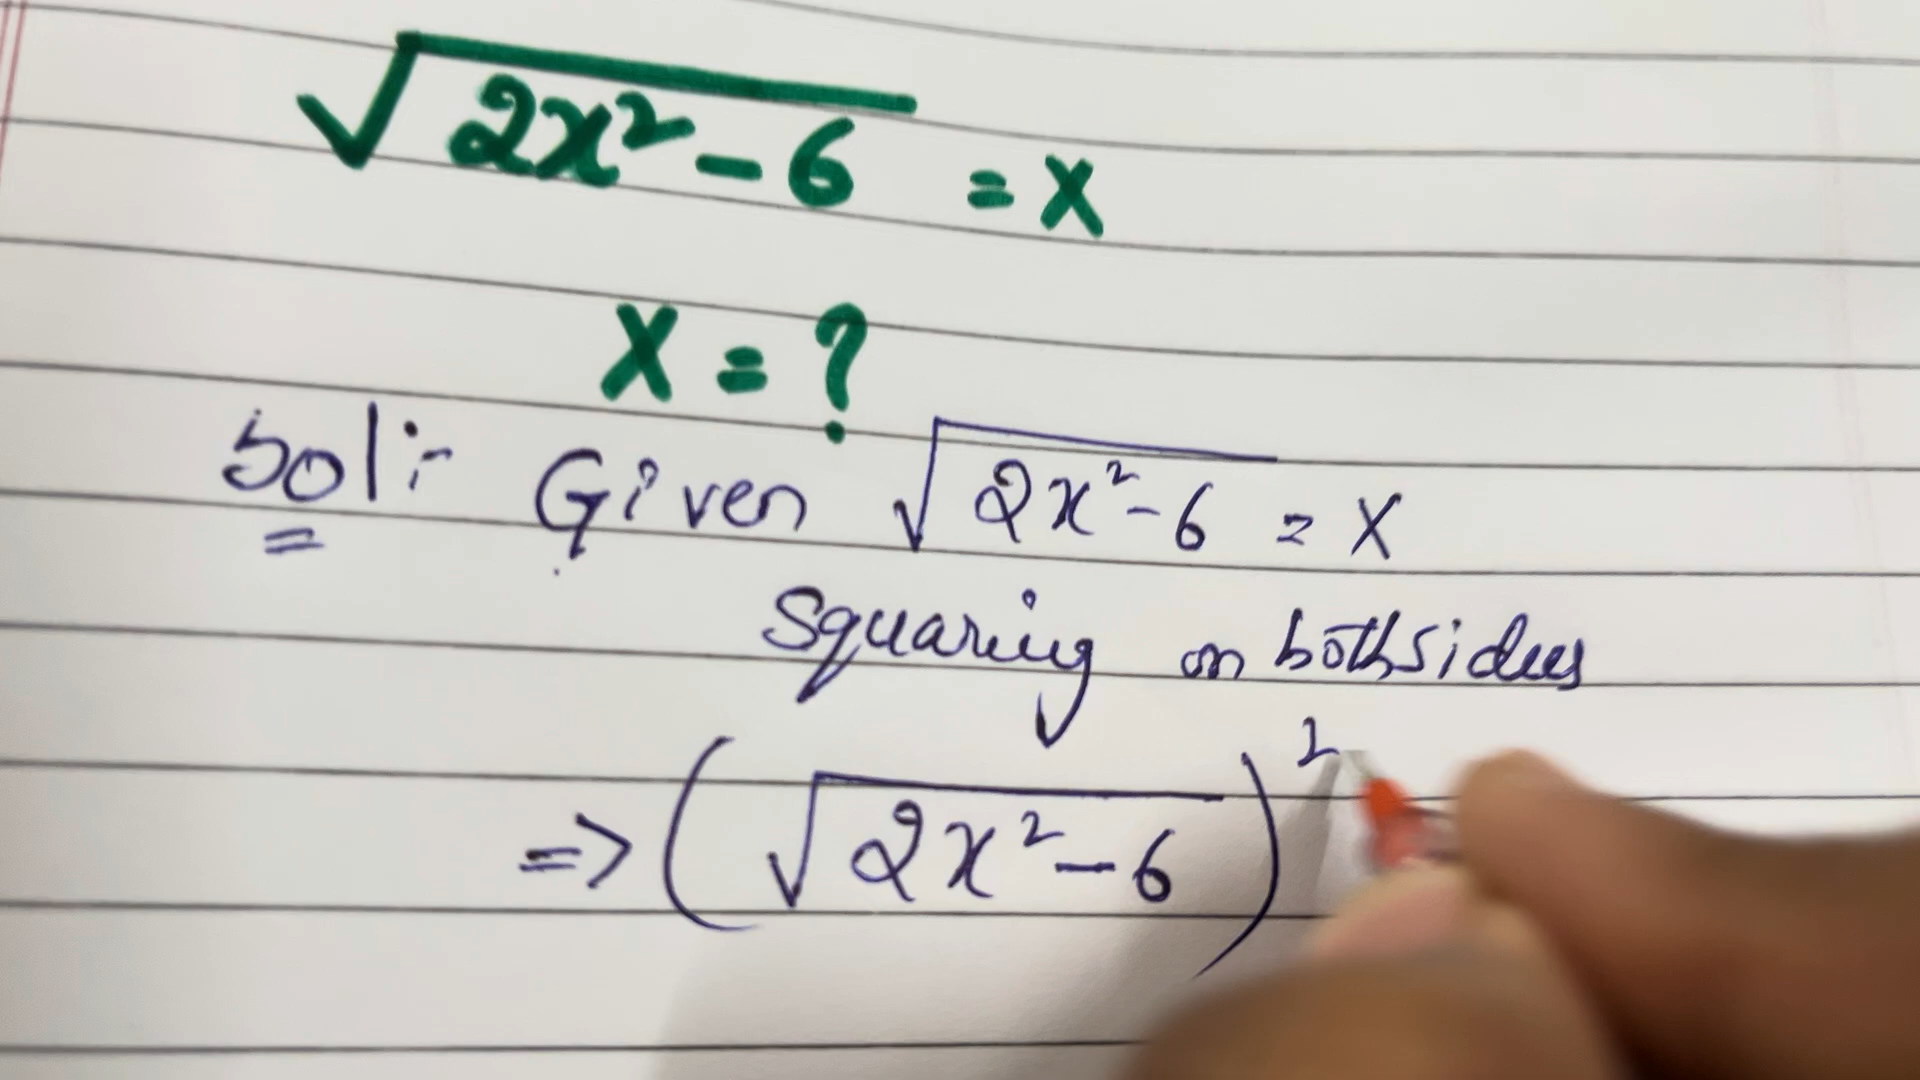 √(2x² - 6) = x
x = ?
Sol:- Given √(2x² - 6) = x
Squaring on bothsides
=> (√(2x² - 6))²